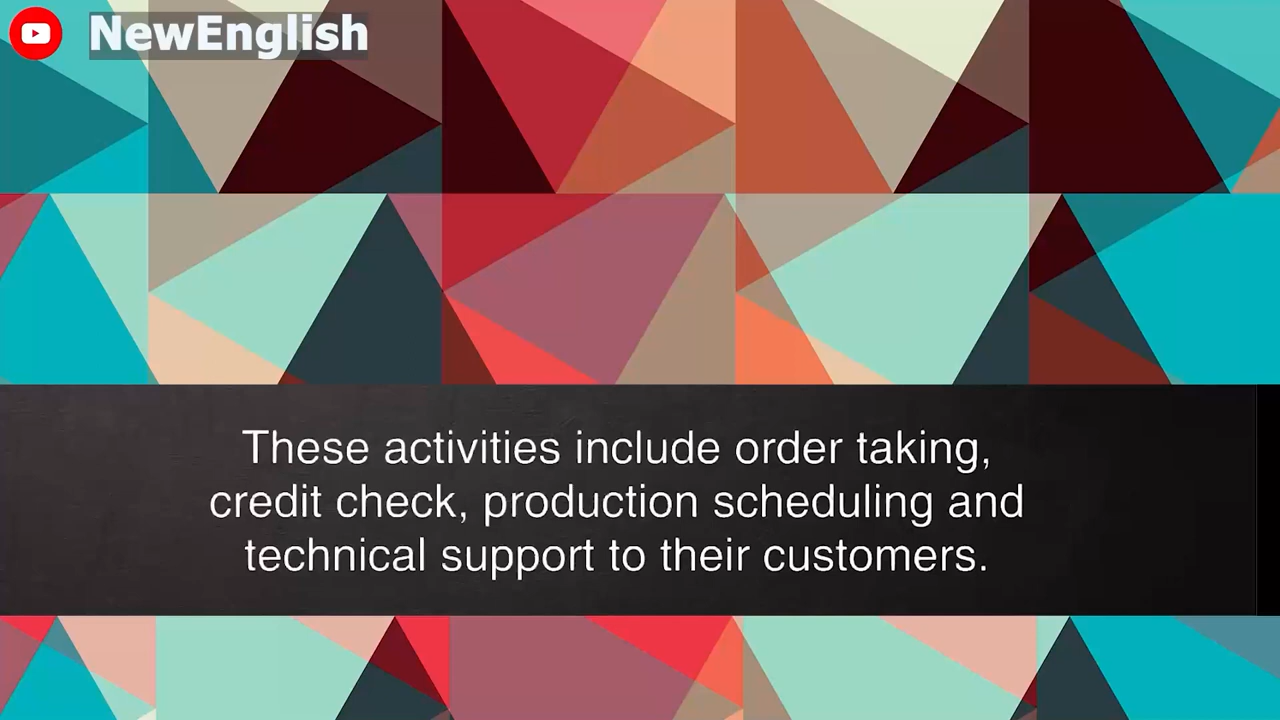 NewEnglish
These activities include order taking,
credit check, production scheduling and
technical support to their customers.